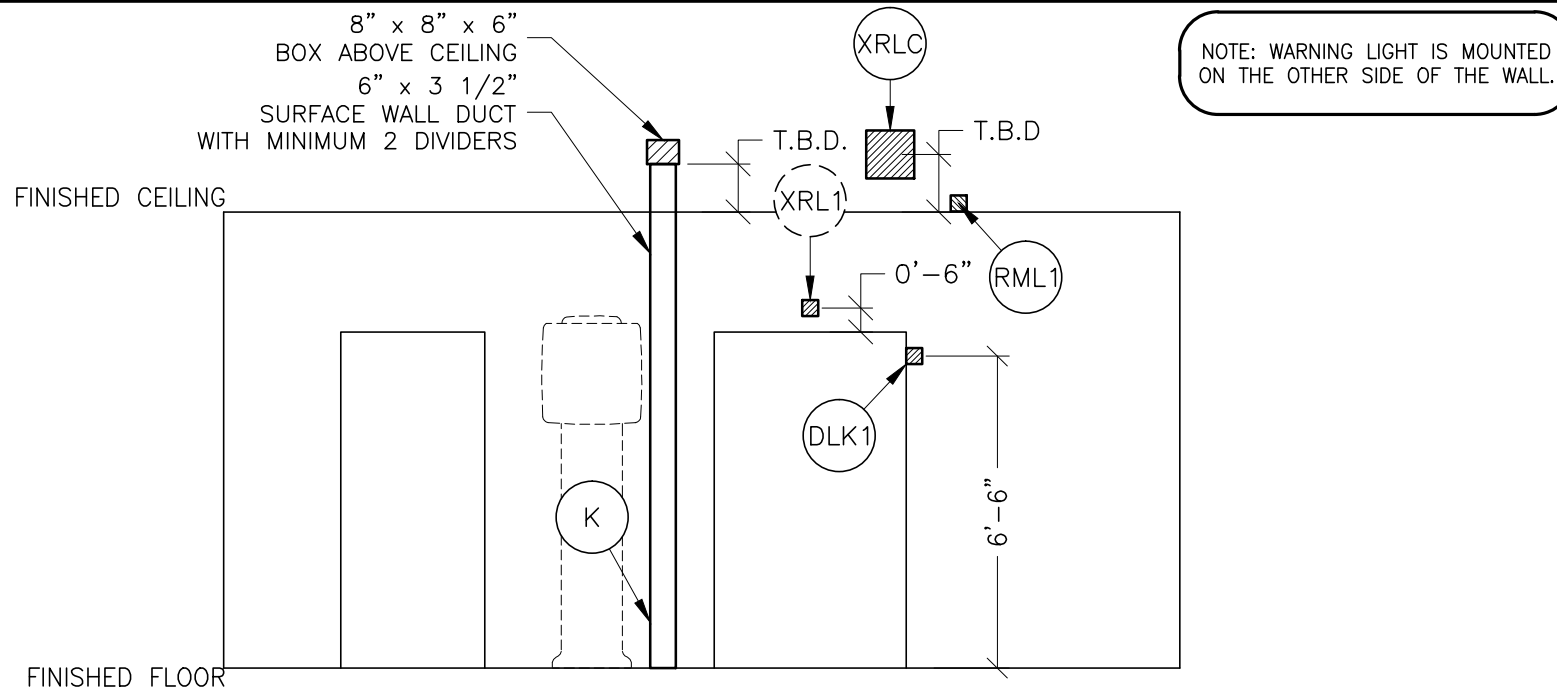 8” x 8” x 6”
BOX ABOVE CEILING
6” x 3 1/2”
SURFACE WALL DUCT
WITH MINIMUM 2 DIVIDERS
XRLC
NOTE: WARNING LIGHT IS MOUNTED
ON THE OTHER SIDE OF THE WALL.
T.B.D.
T.B.D
FINISHED CEILING
XRL1
0’-6”
RML1
DLK1
K
6’-6”
FINISHED FLOOR